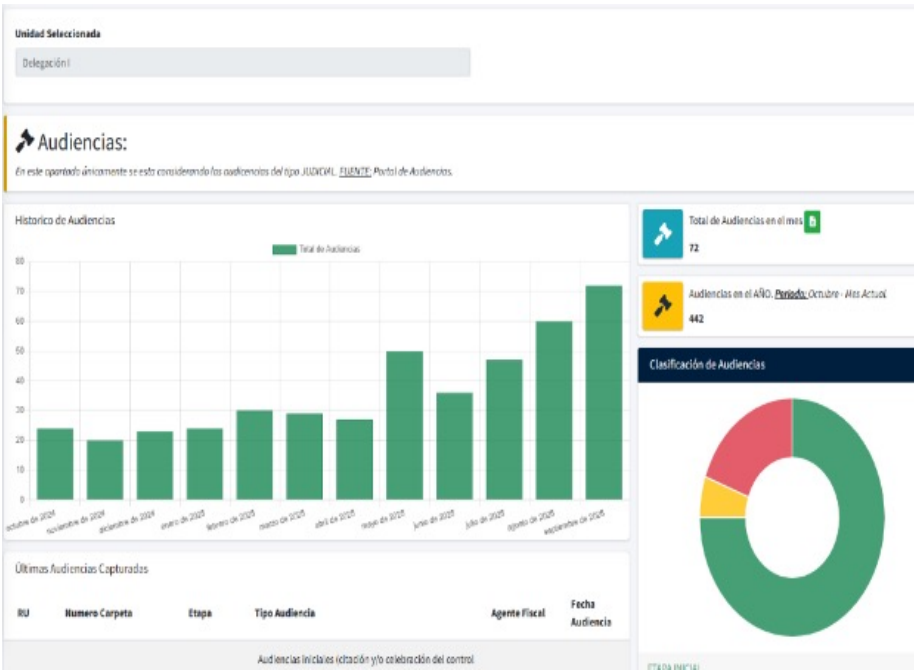 Unidad Seleccionada
Delegación I
Audiencias:
En este apartado únicamente se esta considerando las audicencias del tipo JUDICIAL. FUENTE: Portal de Audiencias.
Historico de Audiencias
Total de Audiencias
80
70
60
50
40
30
20
10
0
octubre de 2024
noviembre de 2024
diciembre de 2024
enero de 2025
febrero de 2025
marzo de 2025
abril de 2025
mayo de 2025
junio de 2025
julio de 2025
agosto de 2025
septiembre de 2025
Total de Audiencias en el mes
72
Audiencias en el AÑO. Periodo: Octubre - Mes Actual.
442
Clasificación de Audiencias
ETAPA INICIAL
Últimas Audiencias Capturadas
RU Numero Carpeta Etapa Tipo Audiencia Agente Fiscal Fecha
Audiencia
Audiencias iniciales (citación y/o celebración del control